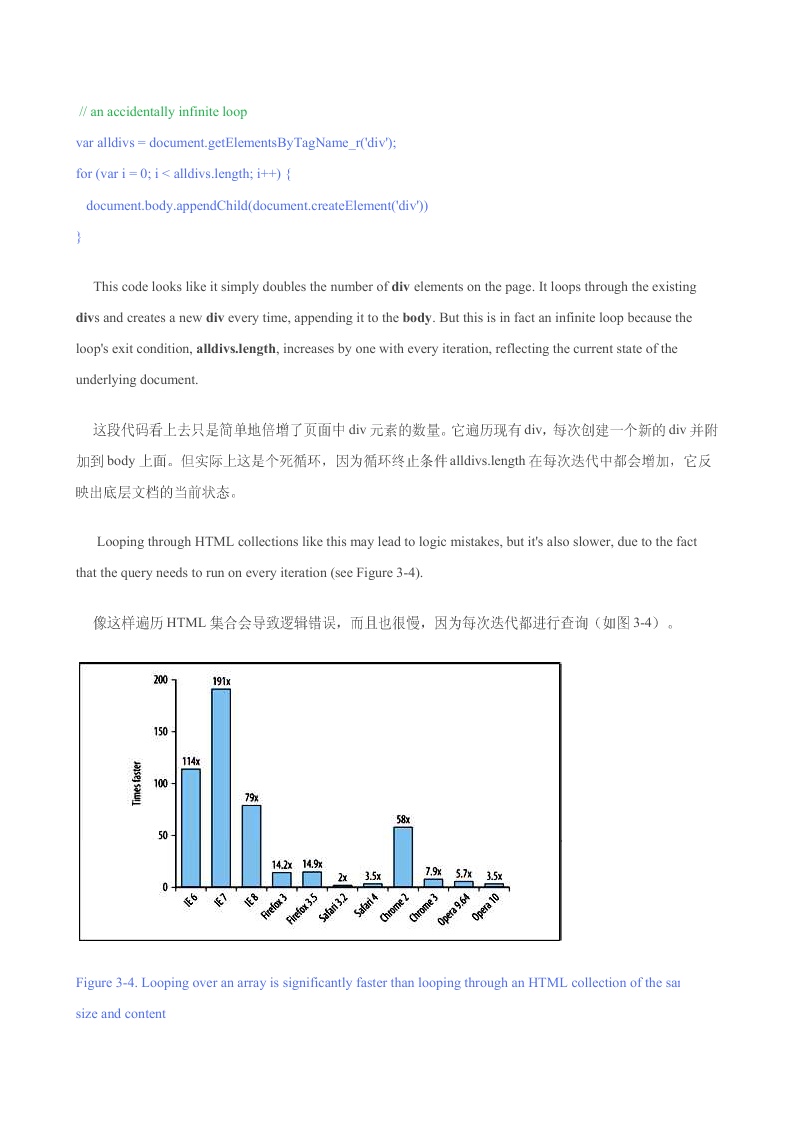 // an accidentally infinite loop
var alldivs = document.getElementsByTagName_r('div');
for (var i = 0; i < alldivs.length; i++) {
document.body.appendChild(document.createElement('div'))
}
This code looks like it simply doubles the number of div elements on the page. It loops through the existing
divs and creates a new div every time, appending it to the body. But this is in fact an infinite loop because the
loop's exit condition, alldivs.length, increases by one with every iteration, reflecting the current state of the
underlying document.
这段代码看上去只是简单地倍增了页面中 div 元素的数量。它遍历现有 div，每次创建一个新的 div 并附
加到 body 上面。但实际上这是个死循环，因为循环终止条件 alldivs.length 在每次迭代中都会增加，它反
映出底层文档的当前状态。
Looping through HTML collections like this may lead to logic mistakes, but it's also slower, due to the fact
that the query needs to run on every iteration (see Figure 3-4).
像这样遍历 HTML 集合会导致逻辑错误，而且也很慢，因为每次迭代都进行查询（如图 3-4）。
Times faster
200
150
100
50
0
114x
191x
79x
14.2x
14.9x
2x
3.5x
58x
7.9x
5.7x
3.5x
IE 6
IE 7
IE 8
Firefox 3
Firefox 3.5
Safari 3.2
Safari 4
Chrome 2
Chrome 3
Opera 9.64
Opera 10
Figure 3-4. Looping over an array is significantly faster than looping through an HTML collection of the
size and content